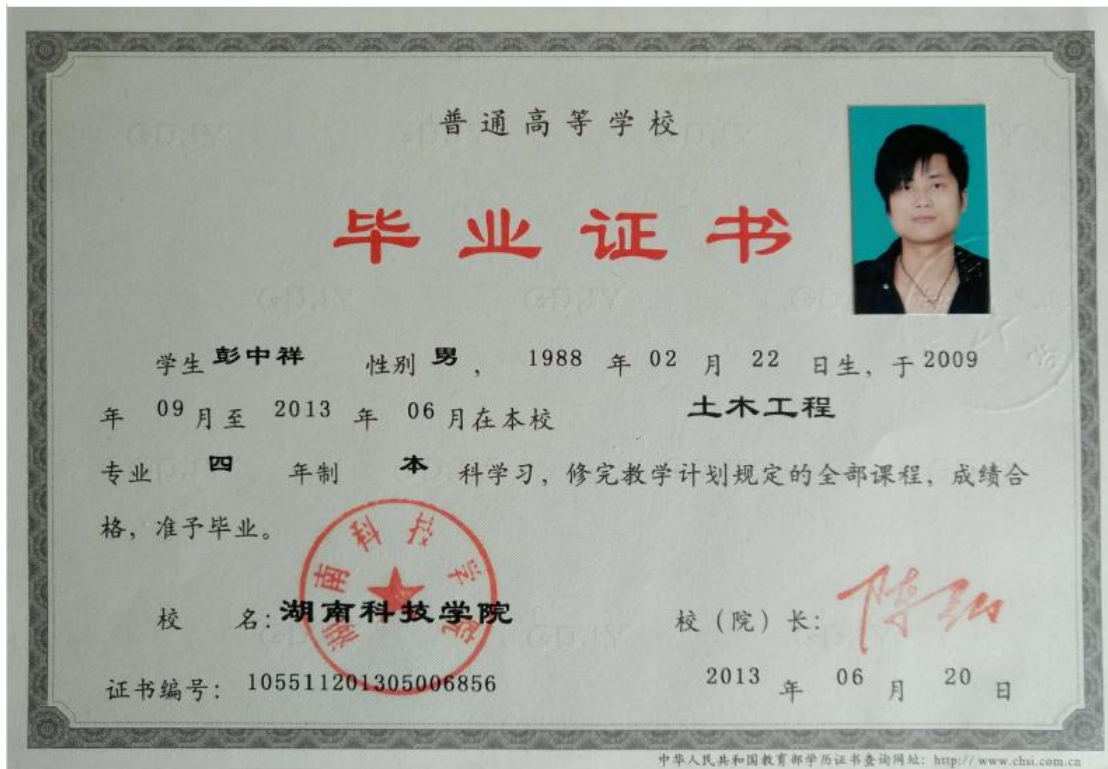 普通高等学校
毕业证书
学生 彭中祥 性别 男 ， 1988 年 02 月 22 日生，于 2009
年 09 月至 2013 年 06 月在本校 土木工程
专业 四 年制 本 科学习，修完教学计划规定的全部课程，成绩合
格，准予毕业。
湖南科技学院
校 名：湖南科技学院 校（院）长：
证书编号： 105511201305006856 2013 年 06 月 20 日
中华人民共和国教育部学历证书查询网址：http://www.chsi.com.cn